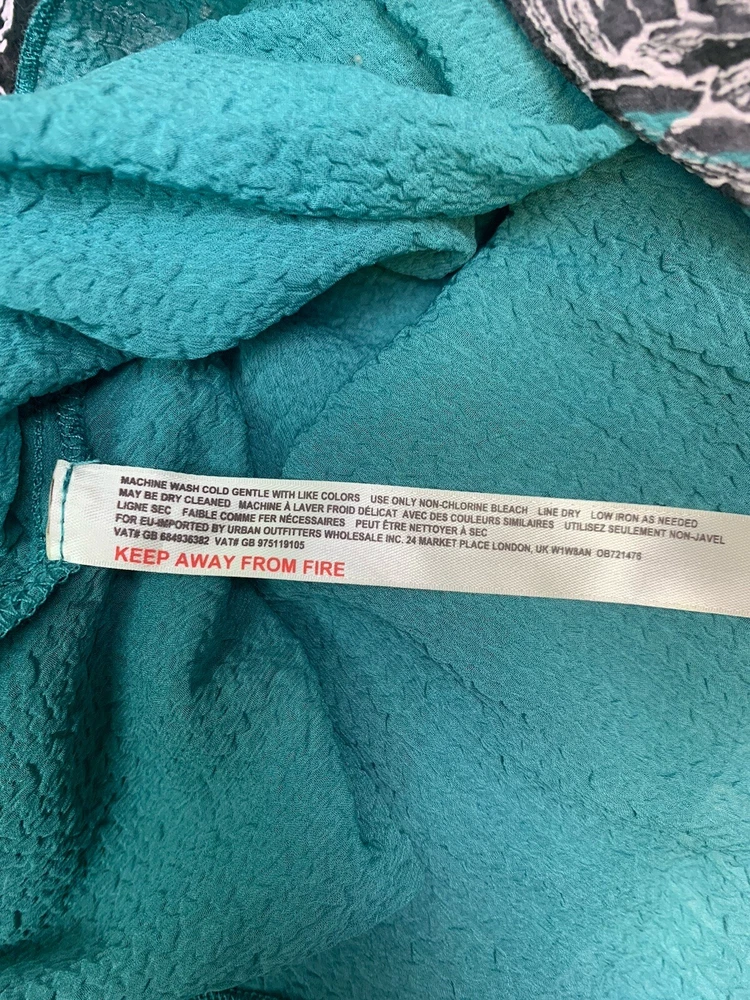 MACHINE WASH COLD GENTLE WITH LIKE COLORS USE ONLY NON-CHLORINE BLEACH LINE DRY LOW IRON AS NEEDED
MAY BE DRY CLEANED MACHINE À LAVER FROID DÉLICAT AVEC DES COULEURS SIMILAIRES UTILISEZ SEULEMENT NON-JAVEL
LIGNE SEC FAIBLE COMME FER NÉCESSAIRES PEUT ÊTRE NETTOYER À SEC
FOR EU-IMPORTED BY URBAN OUTFITTERS WHOLESALE INC. 24 MARKET PLACE LONDON, UK W1W8AN OB721476
VAT# GB 684936382 VAT# GB 975119105
KEEP AWAY FROM FIRE